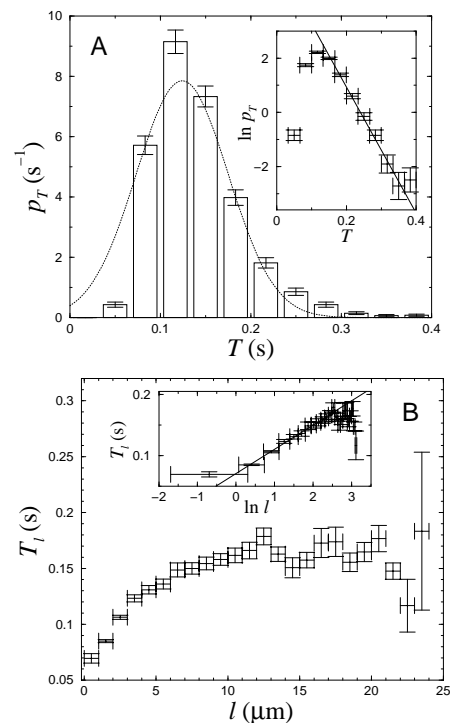 A
p_T (s⁻¹)
10
8
6
4
2
0
0 0.1 0.2 0.3 0.4
T (s)
ln p_T
2
0
−2
0.0 0.2 0.4
T
B
T_l (s)
0.3
0.25
0.2
0.15
0.1
0.05
0 5 10 15 20 25
l (μm)
T_l (s)
0.2
0.1
−2 −1 0 1 2 3
ln l